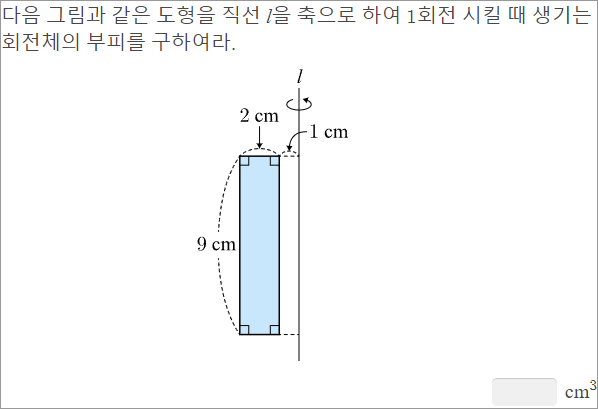 다음 그림과 같은 도형을 직선 l을 축으로 하여 1회전 시킬 때 생기는
회전체의 부피를 구하여라.
l
2 cm
1 cm
9 cm
cm³